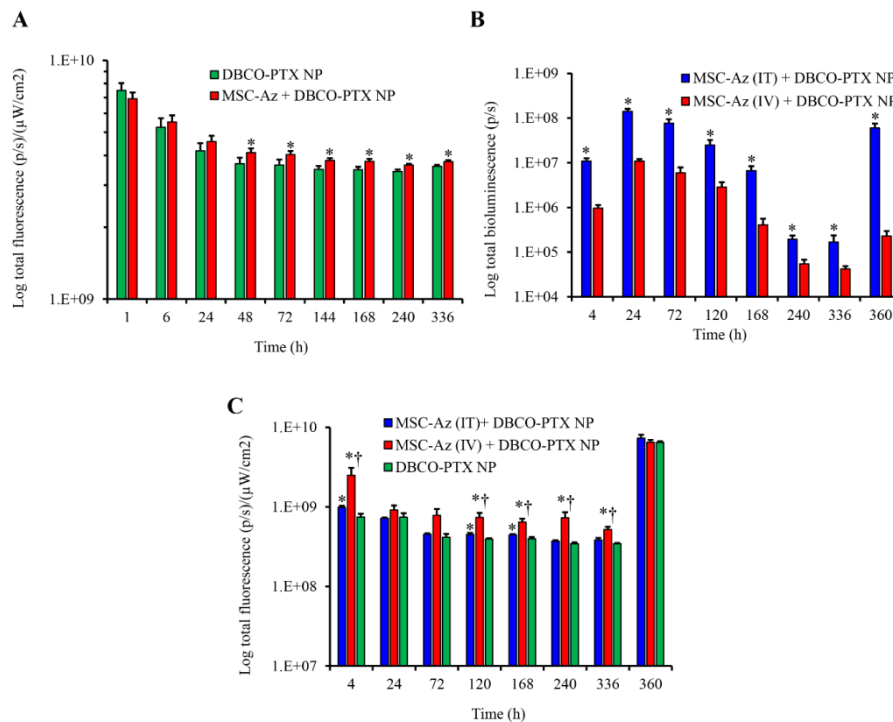 A
Log total fluorescence (p/s)/(µW/cm2)
1.E+10
1.E+09
DBCO-PTX NP
MSC-Az + DBCO-PTX NP
* * * * * *
1 6 24 48 72 144 168 240 336
Time (h)
B
Log total bioluminescence (p/s)
1.E+09
1.E+08
1.E+07
1.E+06
1.E+05
1.E+04
MSC-Az (IT) + DBCO-PTX NP
MSC-Az (IV) + DBCO-PTX NP
* * * * * * * *
4 24 72 120 168 240 336 360
Time (h)
C
Log total fluorescence (p/s)/(µW/cm2)
1.E+10
1.E+09
1.E+08
1.E+07
MSC-Az (IT)+ DBCO-PTX NP
MSC-Az (IV) + DBCO-PTX NP
DBCO-PTX NP
* *† * *† * *† *† *†
4 24 72 120 168 240 336 360
Time (h)